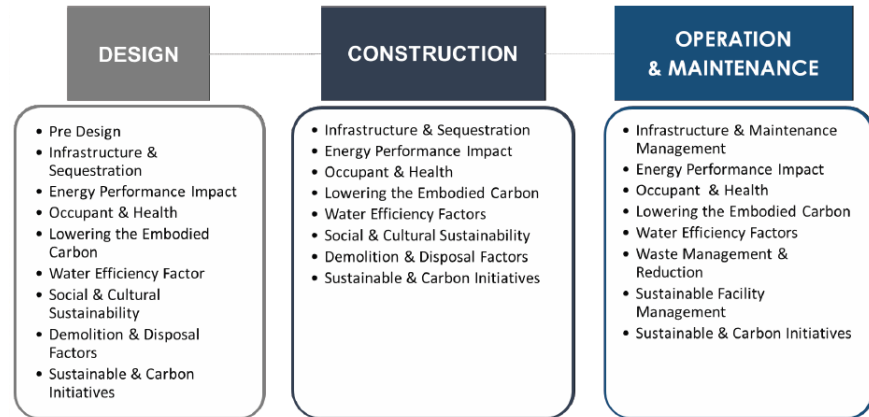 DESIGN
• Pre Design
• Infrastructure &
Sequestration
• Energy Performance Impact
• Occupant & Health
• Lowering the Embodied
Carbon
• Water Efficiency Factor
• Social & Cultural
Sustainability
• Demolition & Disposal
Factors
• Sustainable & Carbon
Initiatives
CONSTRUCTION
• Infrastructure & Sequestration
• Energy Performance Impact
• Occupant & Health
• Lowering the Embodied Carbon
• Water Efficiency Factors
• Social & Cultural Sustainability
• Demolition & Disposal Factors
• Sustainable & Carbon Initiatives
OPERATION
& MAINTENANCE
• Infrastructure & Maintenance
Management
• Energy Performance Impact
• Occupant & Health
• Lowering the Embodied Carbon
• Water Efficiency Factors
• Waste Management &
Reduction
• Sustainable Facility
Management
• Sustainable & Carbon Initiatives